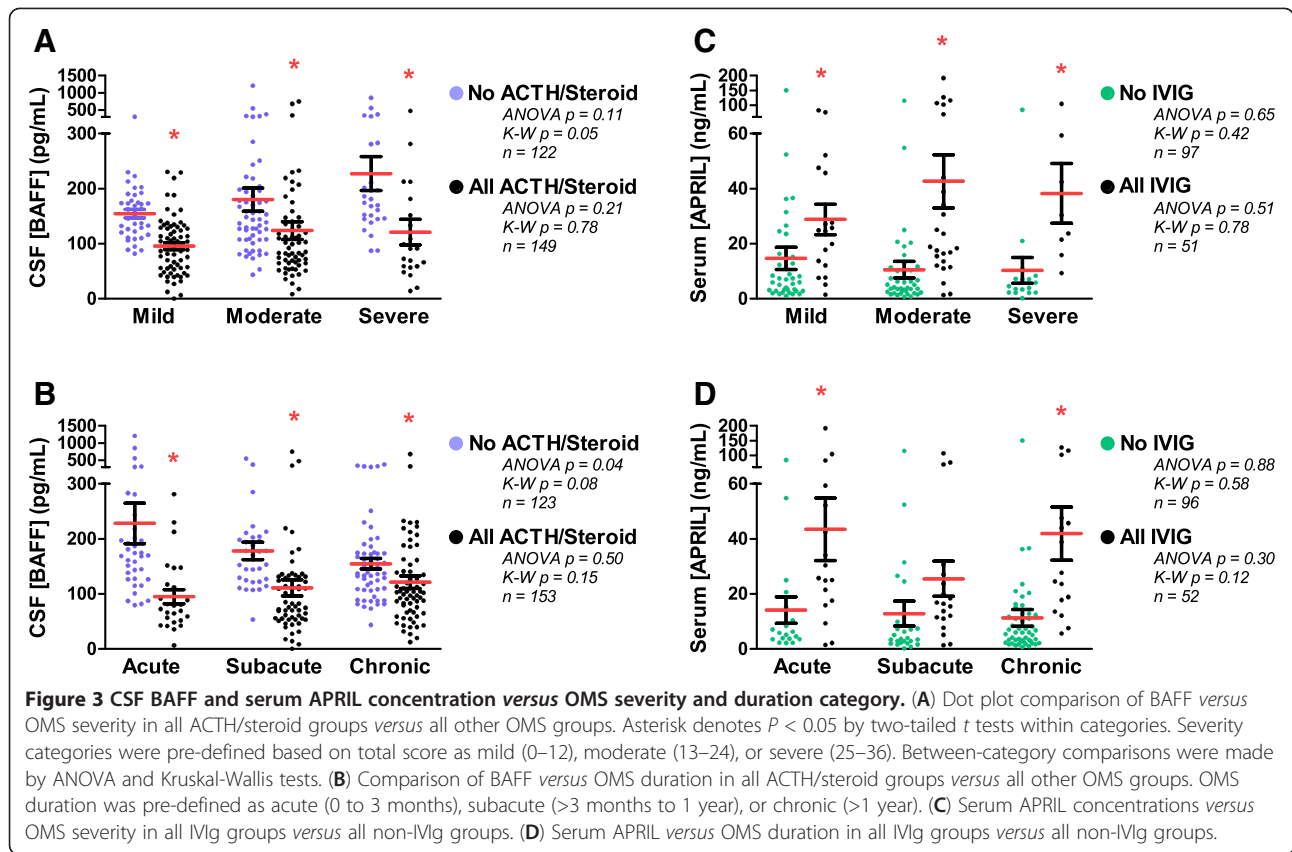 A
CSF [BAFF] (pg/mL)
1500
1000
500
300
200
100
0
*
*
*
Mild
Moderate
Severe
No ACTH/Steroid
ANOVA p = 0.11
K-W p = 0.05
n = 122
All ACTH/Steroid
ANOVA p = 0.21
K-W p = 0.78
n = 149
C
Serum [APRIL] (ng/mL)
200
150
100
60
40
20
0
*
*
*
Mild
Moderate
Severe
No IVIG
ANOVA p = 0.65
K-W p = 0.42
n = 97
All IVIG
ANOVA p = 0.51
K-W p = 0.78
n = 51
B
CSF [BAFF] (pg/mL)
1500
1000
500
300
200
100
0
*
*
*
Acute
Subacute
Chronic
No ACTH/Steroid
ANOVA p = 0.04
K-W p = 0.08
n = 123
All ACTH/Steroid
ANOVA p = 0.50
K-W p = 0.15
n = 153
D
Serum [APRIL] (ng/mL)
200
150
100
60
40
20
0
*
*
Acute
Subacute
Chronic
No IVIG
ANOVA p = 0.88
K-W p = 0.58
n = 96
All IVIG
ANOVA p = 0.30
K-W p = 0.12
n = 52
Figure 3 CSF BAFF and serum APRIL concentration versus OMS severity and duration category. (A) Dot plot comparison of BAFF versus
OMS severity in all ACTH/steroid groups versus all other OMS groups. Asterisk denotes P < 0.05 by two-tailed t tests within categories. Severity
categories were pre-defined based on total score as mild (0–12), moderate (13–24), or severe (25–36). Between-category comparisons were made
by ANOVA and Kruskal-Wallis tests. (B) Comparison of BAFF versus OMS duration in all ACTH/steroid groups versus all other OMS groups. OMS
duration was pre-defined as acute (0 to 3 months), subacute (>3 months to 1 year), or chronic (>1 year). (C) Serum APRIL concentrations versus
OMS severity in all IVIg groups versus all non-IVIg groups. (D) Serum APRIL versus OMS duration in all IVIg groups versus all non-IVIg groups.